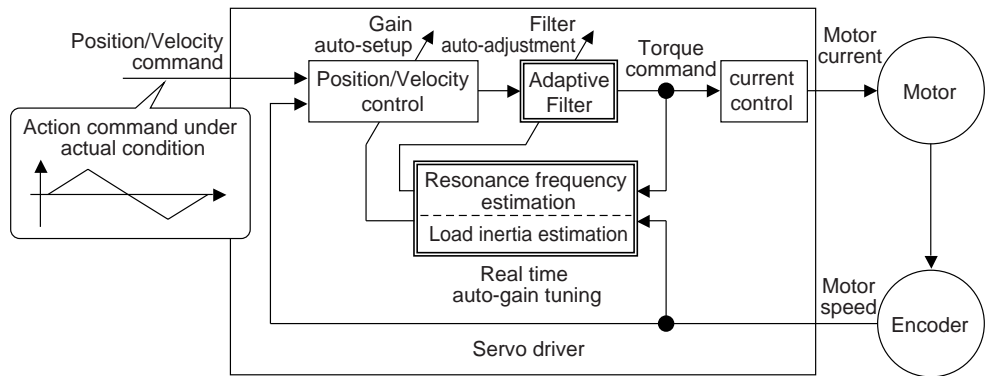 Position/Velocity
command
Action command under
actual condition
Gain
auto-setup
Filter
auto-adjustment
Position/Velocity
control
Adaptive
Filter
Torque
command
current
control
Motor
current
Motor
Resonance frequency
estimation
Load inertia estimation
Real time
auto-gain tuning
Motor
speed
Encoder
Servo driver